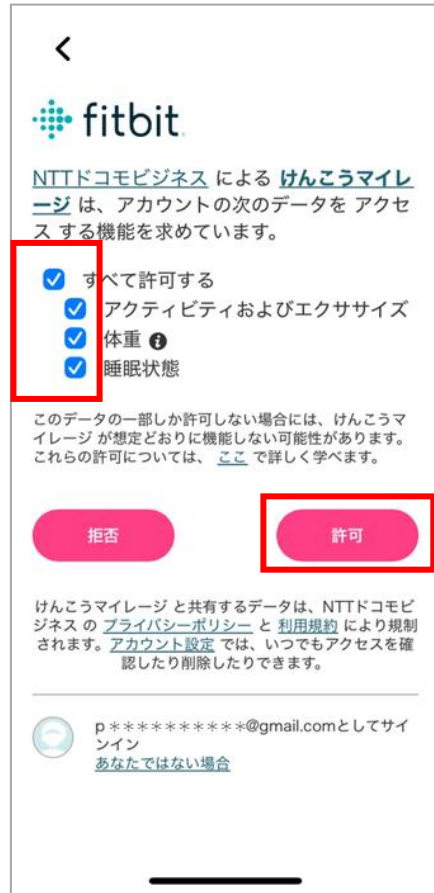 fitbit
NTTドコモビジネス による けんこうマイレ
ージ は、アカウントの次のデータを アクセ
ス する機能を求めています。
すべて許可する
アクティビティおよびエクササイズ
体重
睡眠状態
このデータの一部しか許可しない場合には、けんこうマ
イレージ が想定どおりに機能しない可能性があります。
これらの許可については、 ここ で詳しく学べます。
拒否 許可
けんこうマイレージ と共有するデータは、NTTドコモビ
ジネス の プライバシーポリシー と 利用規約 により規制
されます。アカウント設定 では、いつでもアクセスを確
認したり削除したりできます。
p**********@gmail.comとしてサイ
ンイン
あなたではない場合